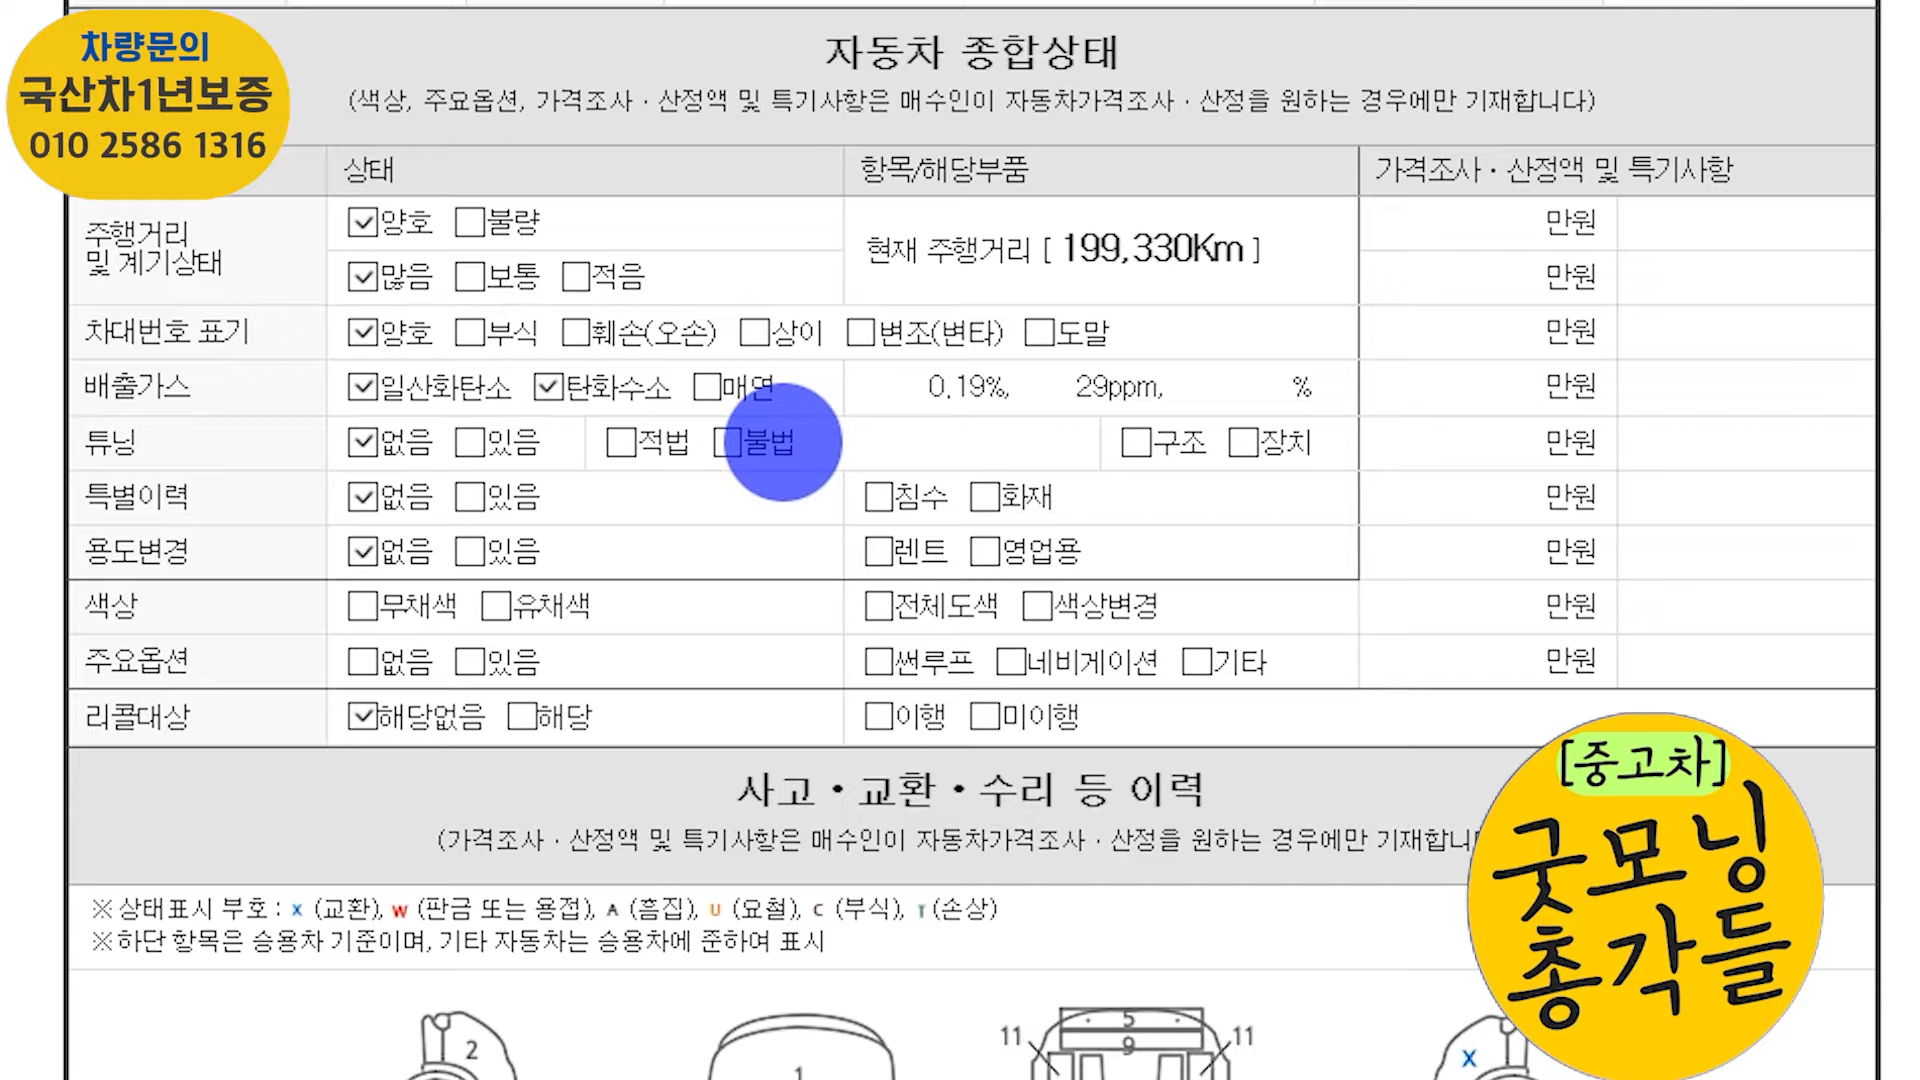 차량문의
국산차1년보증
010 2586 1316
자동차 종합상태
(색상, 주요옵션, 가격조사 · 산정액 및 특기사항은 매수인이 자동차가격조사 · 산정을 원하는 경우에만 기재합니다)
상태 항목/해당부품 가격조사 · 산정액 및 특기사항
주행거리 및 계기상태
양호 불량 만원
많음 보통 적음 현재 주행거리 [ 199,330Km ] 만원
차대번호 표기 양호 부식 훼손(오손) 상이 변조(변타) 도말 만원
배출가스 일산화탄소 탄화수소 매연 0.19%, 29ppm, % 만원
튜닝 없음 있음 적법 불법 구조 장치 만원
특별이력 없음 있음 침수 화재 만원
용도변경 없음 있음 렌트 영업용 만원
색상 무채색 유채색 전체도색 색상변경 만원
주요옵션 없음 있음 썬루프 네비게이션 기타 만원
리콜대상 해당없음 해당 이행 미이행
사고 • 교환 • 수리 등 이력
(가격조사 · 산정액 및 특기사항은 매수인이 자동차가격조사 · 산정을 원하는 경우에만 기재합니
※ 상태표시 부호 : X (교환), W (판금 또는 용접), A (흠집), U (요철), C (부식), T (손상)
※ 하단 항목은 승용차 기준이며, 기타 자동차는 승용차에 준하여 표시
[중고차]
굿모닝
총각들
2 1 11 5 9 11 X